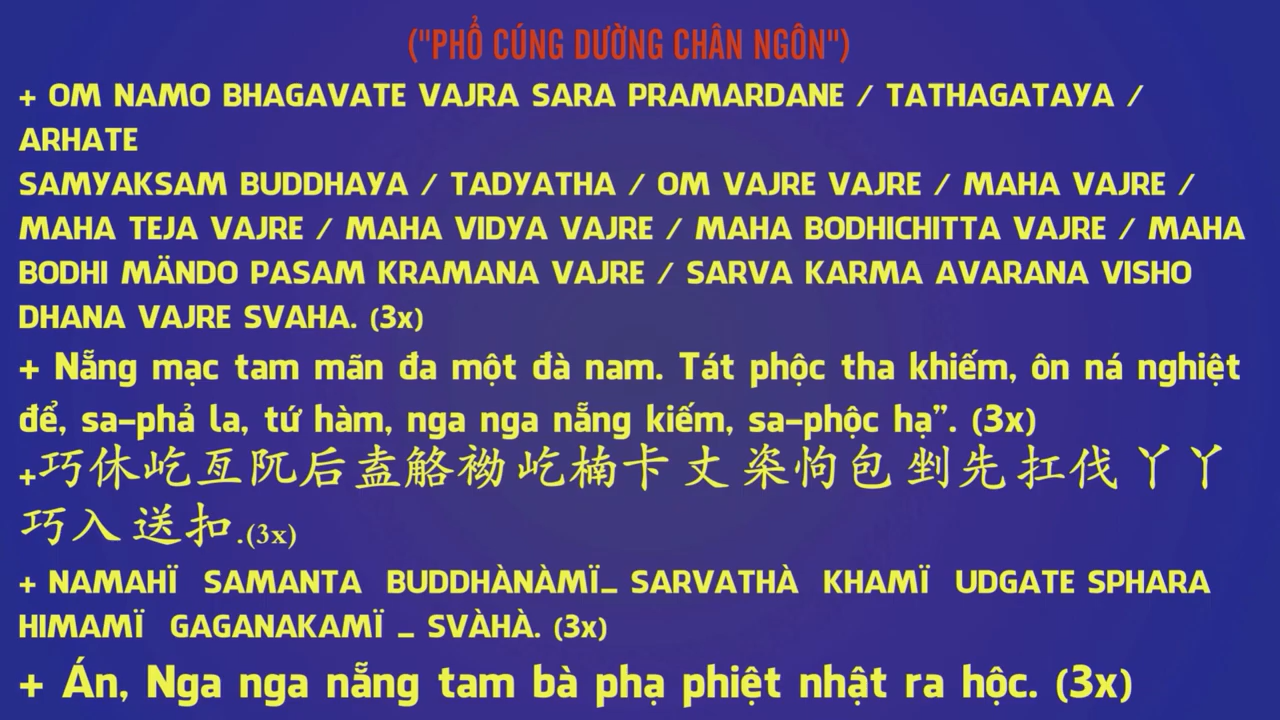 ("PHỔ CÚNG DƯỜNG CHÂN NGÔN")
+ OM NAMO BHAGAVATE VAJRA SARA PRAMARDANE / TATHAGATAYA /
ARHATE
SAMYAKSAM BUDDHAYA / TADYATHA / OM VAJRE VAJRE / MAHA VAJRE /
MAHA TEJA VAJRE / MAHA VIDYA VAJRE / MAHA BODHICHITTA VAJRE / MAHA
BODHI MÄNDO PASAM KRAMANA VAJRE / SARVA KARMA AVARANA VISHO
DHANA VAJRE SVAHA. (3x)
+ Nẵng mạc tam mãn đa một đà nam. Tát phộc tha khiếm, ôn ná nghiệt
để, sa-phả la, tứ hàm, nga nga nẵng kiếm, sa-phộc hạ”. (3x)
+巧休屹亙阢后盍觡袎屹楠卡丈梁怐包剉先扛伐丫丫
巧入送扣.(3x)
+ NAMAHÏ SAMANTA BUDDHÀNÀMÏ_ SARVATHÀ KHAMÏ UDGATE SPHARA
HIMAMÏ GAGANAKAMÏ _ SVÀHÀ. (3x)
+ Án, Nga nga nẵng tam bà phạ phiệt nhật ra hộc. (3x)